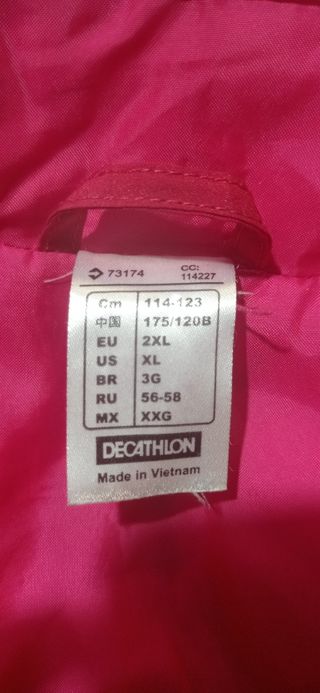 73174 CC: 114227
Cm 114-123
中国 175/120B
EU 2XL
US XL
BR 3G
RU 56-58
MX XXG
DECATHLON
Made in Vietnam